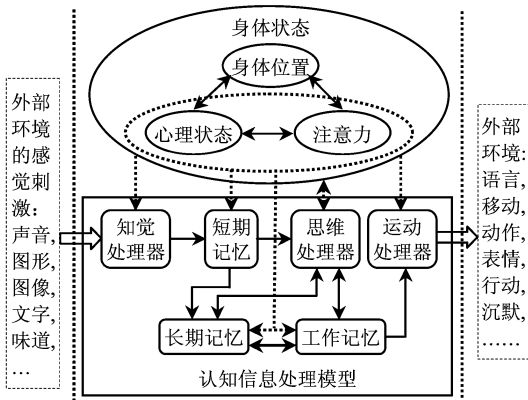 身体状态
身体位置
心理状态
注意力
外部
环境
的感
觉刺
激：
声音,
图形,
图像,
文字,
味道,
…
知觉
处理器
短期
记忆
思维
处理器
运动
处理器
长期记忆
工作记忆
认知信息处理模型
外部
环境:
语言,
移动,
动作,
表情,
行动,
沉默,
……